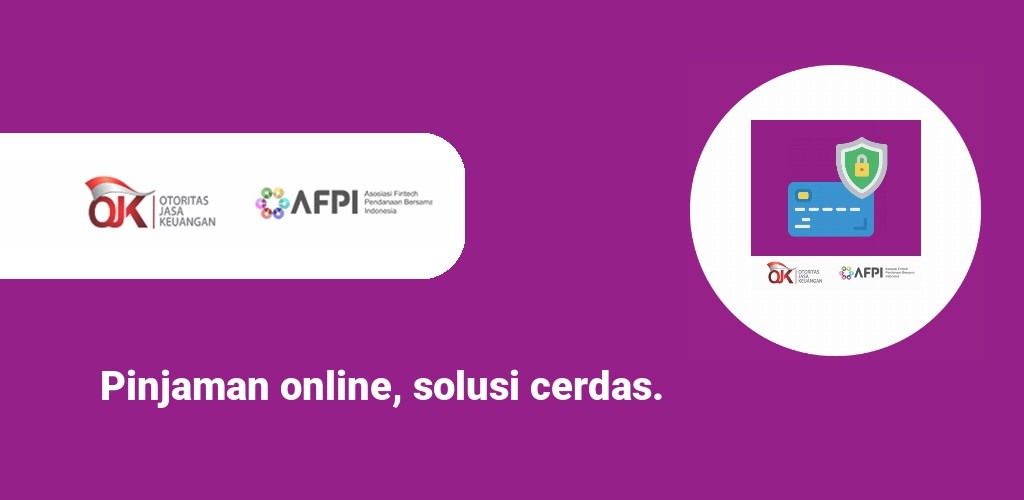 OJK
OTORITAS
JASA
KEUANGAN
AFPI
Asosiasi Fintech
Pendanaan Bersama
Indonesia
OJK
OTORITAS
JASA
KEUANGAN
AFPI
Asosiasi Fintech
Pendanaan Bersama
Indonesia
Pinjaman online, solusi cerdas.